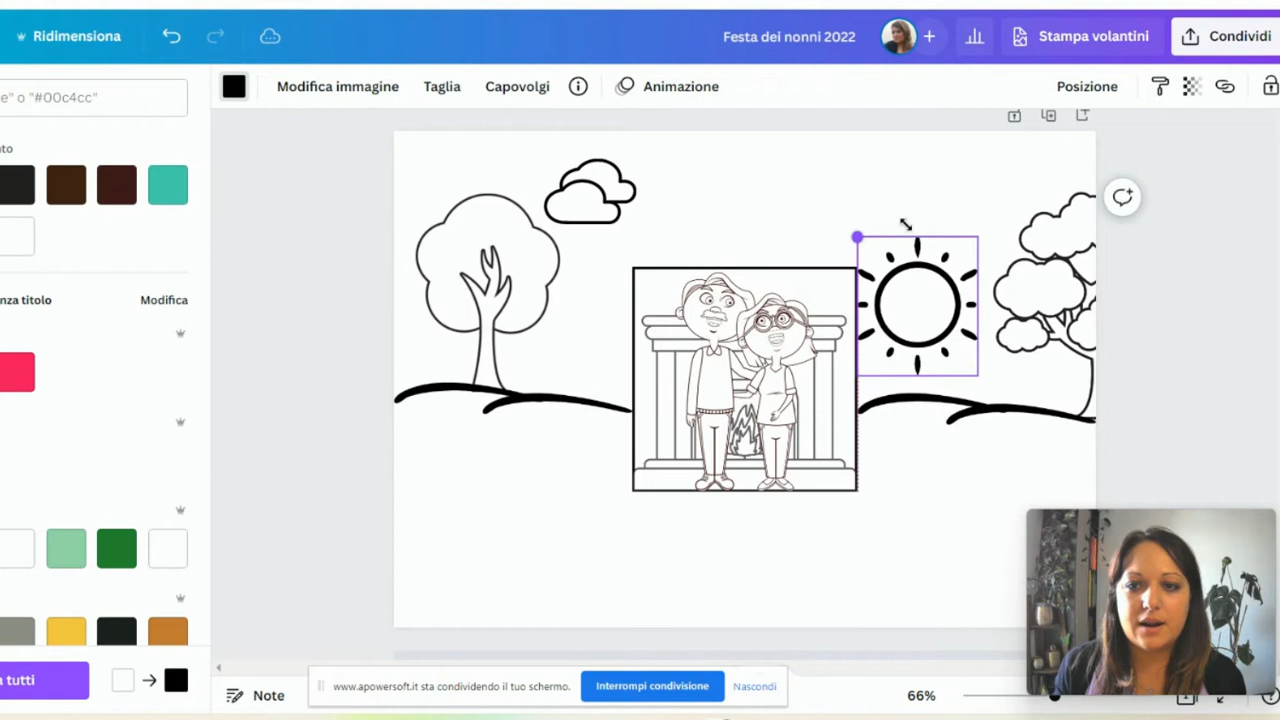 Ridimensiona
Festa dei nonni 2022
Stampa volantini
Condividi
e" o "#00c4cc"
Modifica immagine
Taglia
Capovolgi
Animazione
Posizione
nto
nza titolo
Modifica
a tutti
Note
www.apowersoft.it sta condividendo il tuo schermo.
Interrompi condivisione
Nascondi
66%